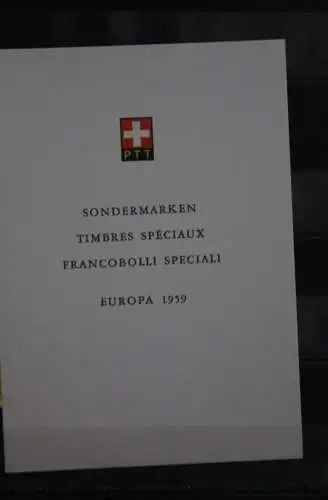 PTT
SONDERMARKEN
TIMBRES SPÉCIAUX
FRANCOBOLLI SPECIALI
EUROPA 1959